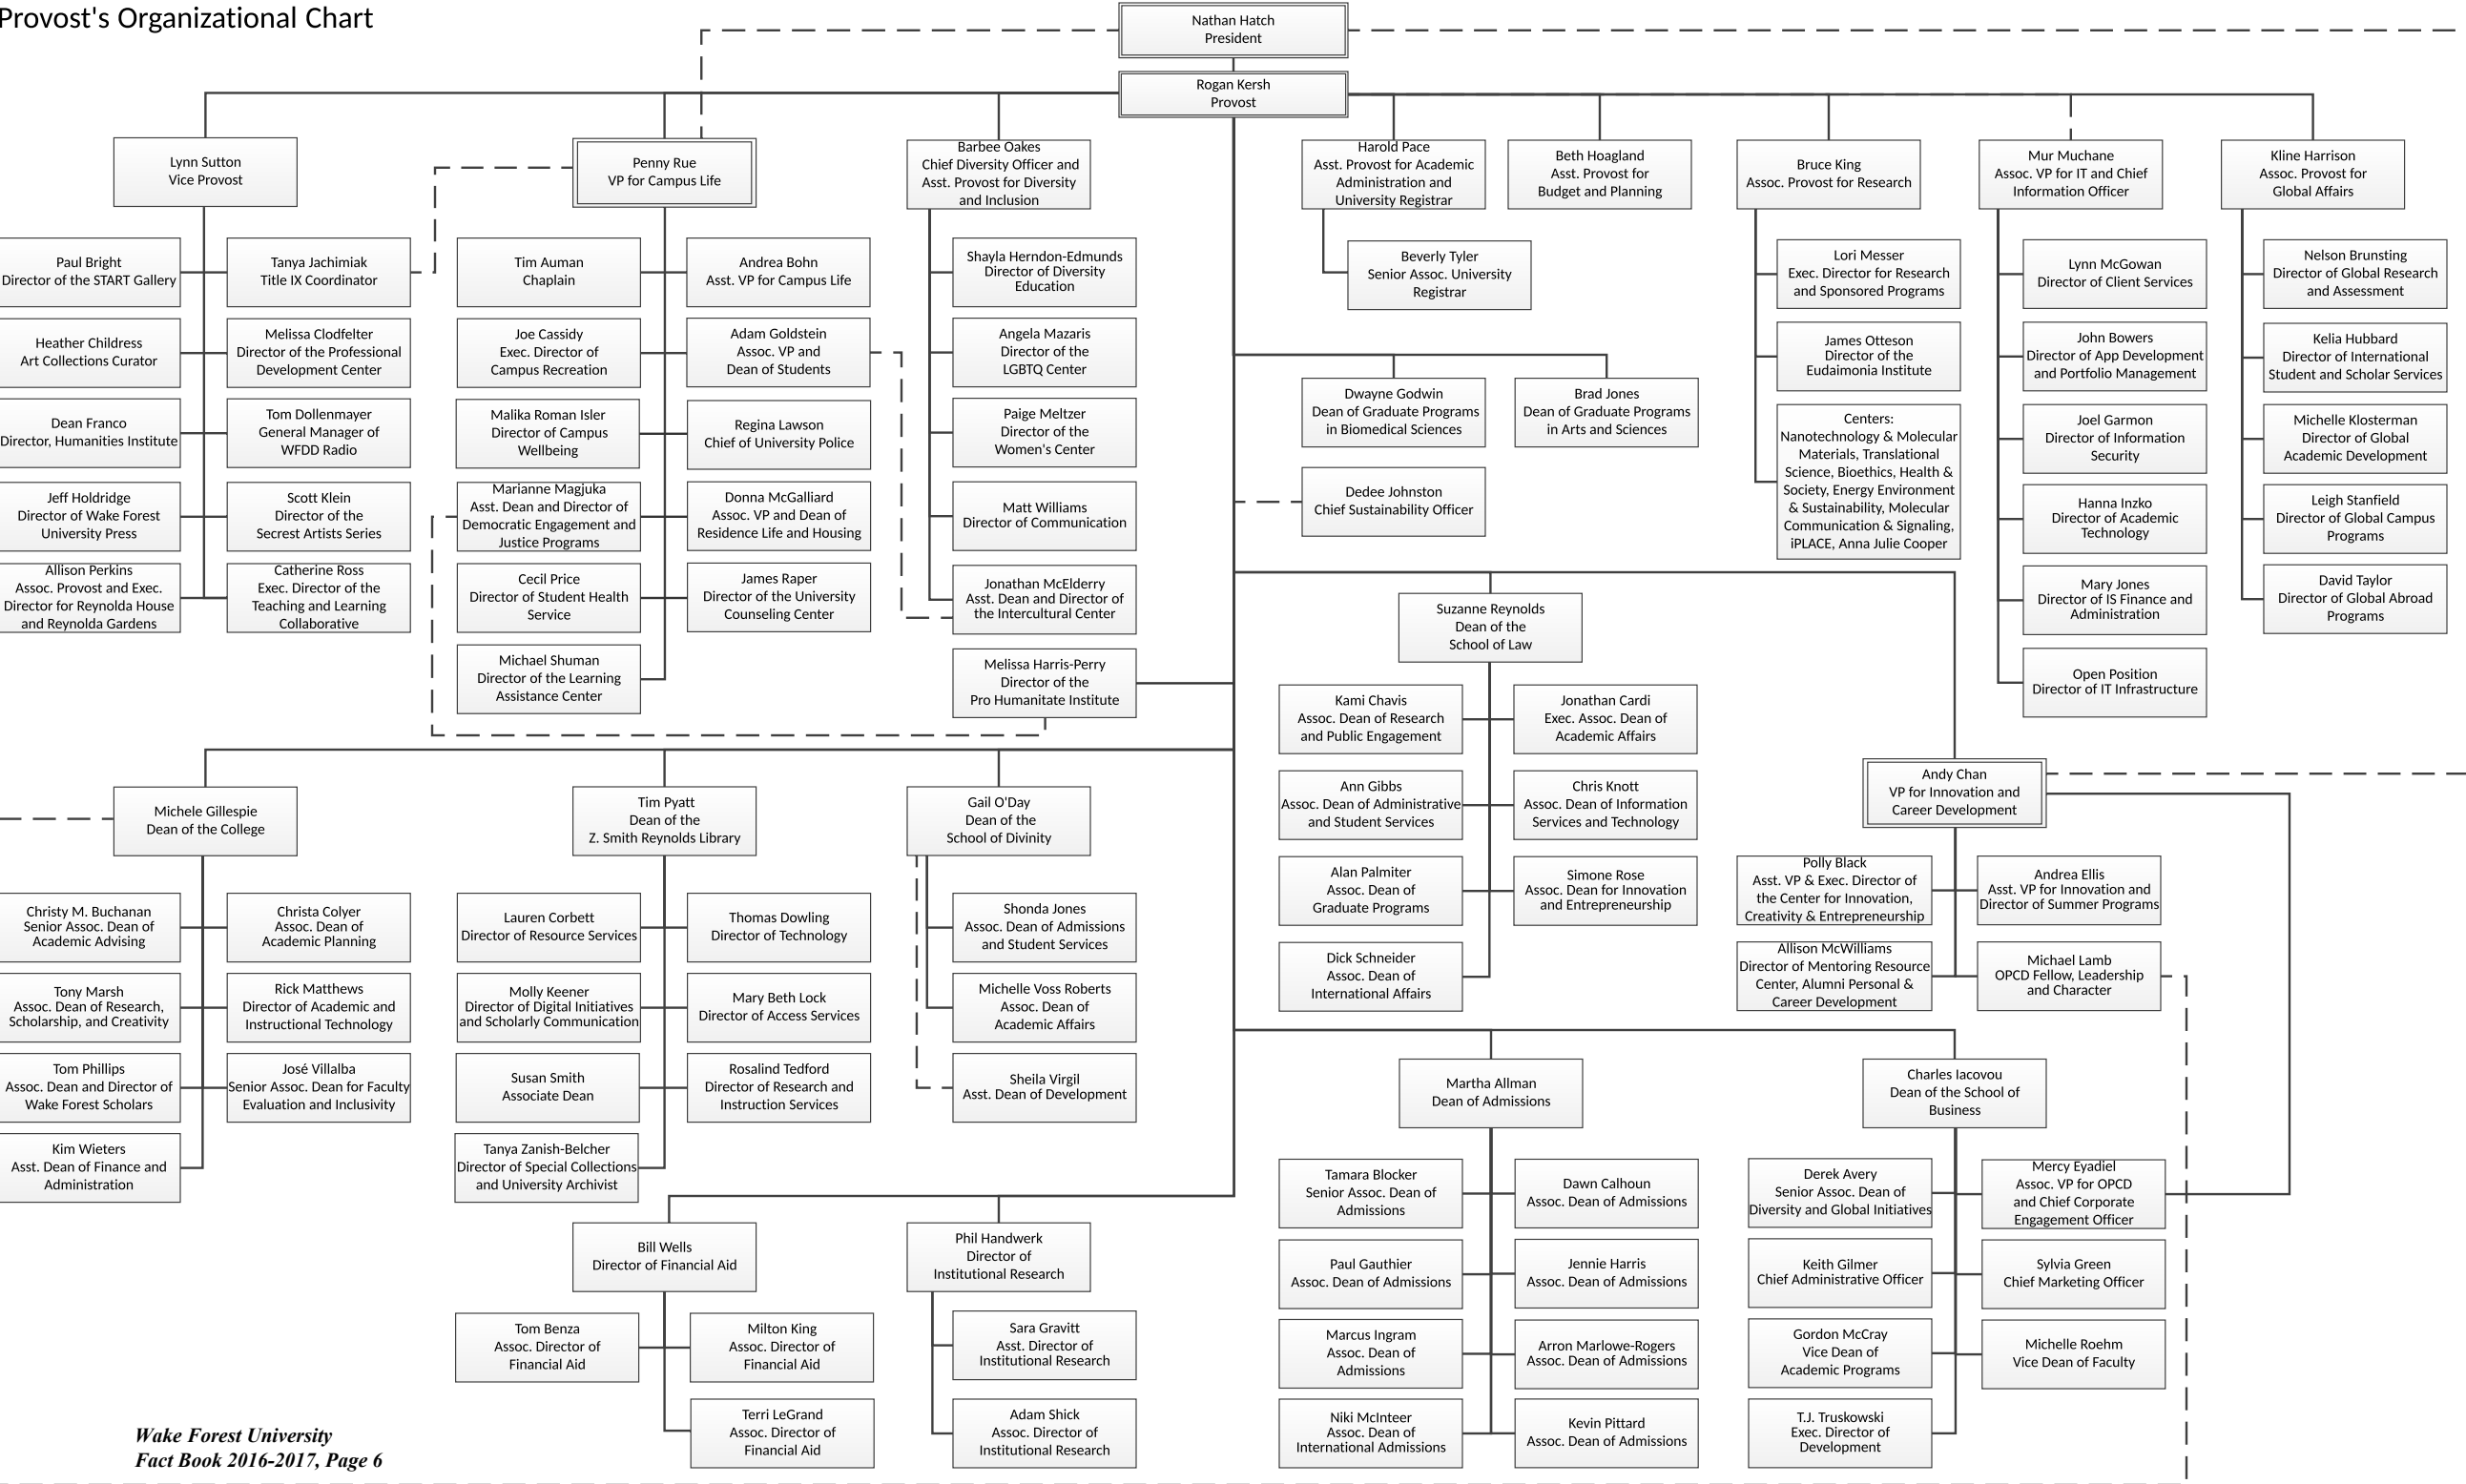 Provost's Organizational Chart
Nathan Hatch
President
Rogan Kersh
Provost
Lynn Sutton
Vice Provost
Penny Rue
VP for Campus Life
Barbee Oakes
Chief Diversity Officer and
Asst. Provost for Diversity
and Inclusion
Harold Pace
Asst. Provost for Academic
Administration and
University Registrar
Beth Hoagland
Asst. Provost for
Budget and Planning
Bruce King
Assoc. Provost for Research
Mur Muchane
Assoc. VP for IT and Chief
Information Officer
Kline Harrison
Assoc. Provost for
Global Affairs
Paul Bright
Director of the START Gallery
Tanya Jachimiak
Title IX Coordinator
Heather Childress
Art Collections Curator
Melissa Clodfelter
Director of the Professional
Development Center
Dean Franco
Director, Humanities Institute
Tom Dollenmayer
General Manager of
WFDD Radio
Jeff Holdridge
Director of Wake Forest
University Press
Scott Klein
Director of the
Secrest Artists Series
Allison Perkins
Assoc. Provost and Exec.
Director for Reynolda House
and Reynolda Gardens
Catherine Ross
Exec. Director of the
Teaching and Learning
Collaborative
Tim Auman
Chaplain
Andrea Bohn
Asst. VP for Campus Life
Joe Cassidy
Exec. Director of
Campus Recreation
Adam Goldstein
Assoc. VP and
Dean of Students
Malika Roman Isler
Director of Campus
Wellbeing
Regina Lawson
Chief of University Police
Marianne Magjuka
Asst. Dean and Director of
Democratic Engagement and
Justice Programs
Donna McGalliard
Assoc. VP and Dean of
Residence Life and Housing
Cecil Price
Director of Student Health
Service
James Raper
Director of the University
Counseling Center
Michael Shuman
Director of the Learning
Assistance Center
Shayla Herndon-Edmunds
Director of Diversity
Education
Angela Mazaris
Director of the
LGBTQ Center
Paige Meltzer
Director of the
Women's Center
Matt Williams
Director of Communication
Jonathan McElderry
Asst. Dean and Director of
the Intercultural Center
Melissa Harris-Perry
Director of the
Pro Humanitate Institute
Beverly Tyler
Senior Assoc. University
Registrar
Dwayne Godwin
Dean of Graduate Programs
in Biomedical Sciences
Brad Jones
Dean of Graduate Programs
in Arts and Sciences
Dedee Johnston
Chief Sustainability Officer
Lori Messer
Exec. Director for Research
and Sponsored Programs
James Otteson
Director of the
Eudaimonia Institute
Centers:
Nanotechnology & Molecular
Materials, Translational
Science, Bioethics, Health &
Society, Energy Environment
& Sustainability, Molecular
Communication & Signaling,
iPLACE, Anna Julie Cooper
Lynn McGowan
Director of Client Services
John Bowers
Director of App Development
and Portfolio Management
Joel Garmon
Director of Information
Security
Hanna Inzko
Director of Academic
Technology
Mary Jones
Director of IS Finance and
Administration
Open Position
Director of IT Infrastructure
Nelson Brunsting
Director of Global Research
and Assessment
Kelia Hubbard
Director of International
Student and Scholar Services
Michelle Klosterman
Director of Global
Academic Development
Leigh Stanfield
Director of Global Campus
Programs
David Taylor
Director of Global Abroad
Programs
Suzanne Reynolds
Dean of the
School of Law
Kami Chavis
Assoc. Dean of Research
and Public Engagement
Jonathan Cardi
Exec. Assoc. Dean of
Academic Affairs
Ann Gibbs
Assoc. Dean of Administrative
and Student Services
Chris Knott
Assoc. Dean of Information
Services and Technology
Alan Palmiter
Assoc. Dean of
Graduate Programs
Simone Rose
Assoc. Dean for Innovation
and Entrepreneurship
Dick Schneider
Assoc. Dean of
International Affairs
Andy Chan
VP for Innovation and
Career Development
Polly Black
Asst. VP & Exec. Director of
the Center for Innovation,
Creativity & Entrepreneurship
Andrea Ellis
Asst. VP for Innovation and
Director of Summer Programs
Allison McWilliams
Director of Mentoring Resource
Center, Alumni Personal &
Career Development
Michael Lamb
OPCD Fellow, Leadership
and Character
Michele Gillespie
Dean of the College
Tim Pyatt
Dean of the
Z. Smith Reynolds Library
Gail O'Day
Dean of the
School of Divinity
Christy M. Buchanan
Senior Assoc. Dean of
Academic Advising
Christa Colyer
Assoc. Dean of
Academic Planning
Tony Marsh
Assoc. Dean of Research,
Scholarship, and Creativity
Rick Matthews
Director of Academic and
Instructional Technology
Tom Phillips
Assoc. Dean and Director of
Wake Forest Scholars
José Villalba
Senior Assoc. Dean for Faculty
Evaluation and Inclusivity
Kim Wieters
Asst. Dean of Finance and
Administration
Lauren Corbett
Director of Resource Services
Thomas Dowling
Director of Technology
Molly Keener
Director of Digital Initiatives
and Scholarly Communication
Mary Beth Lock
Director of Access Services
Susan Smith
Associate Dean
Rosalind Tedford
Director of Research and
Instruction Services
Tanya Zanish-Belcher
Director of Special Collections
and University Archivist
Shonda Jones
Assoc. Dean of Admissions
and Student Services
Michelle Voss Roberts
Assoc. Dean of
Academic Affairs
Sheila Virgil
Asst. Dean of Development
Martha Allman
Dean of Admissions
Charles Iacovou
Dean of the School of
Business
Tamara Blocker
Senior Assoc. Dean of
Admissions
Dawn Calhoun
Assoc. Dean of Admissions
Paul Gauthier
Assoc. Dean of Admissions
Jennie Harris
Assoc. Dean of Admissions
Marcus Ingram
Assoc. Dean of
Admissions
Arron Marlowe-Rogers
Assoc. Dean of Admissions
Niki McInteer
Assoc. Dean of
International Admissions
Kevin Pittard
Assoc. Dean of Admissions
Derek Avery
Senior Assoc. Dean of
Diversity and Global Initiatives
Mercy Eyadiel
Assoc. VP for OPCD
and Chief Corporate
Engagement Officer
Keith Gilmer
Chief Administrative Officer
Sylvia Green
Chief Marketing Officer
Gordon McCray
Vice Dean of
Academic Programs
Michelle Roehm
Vice Dean of Faculty
T.J. Truskowski
Exec. Director of
Development
Bill Wells
Director of Financial Aid
Phil Handwerk
Director of
Institutional Research
Tom Benza
Assoc. Director of
Financial Aid
Milton King
Assoc. Director of
Financial Aid
Terri LeGrand
Assoc. Director of
Financial Aid
Sara Gravitt
Asst. Director of
Institutional Research
Adam Shick
Assoc. Director of
Institutional Research
Wake Forest University
Fact Book 2016-2017, Page 6